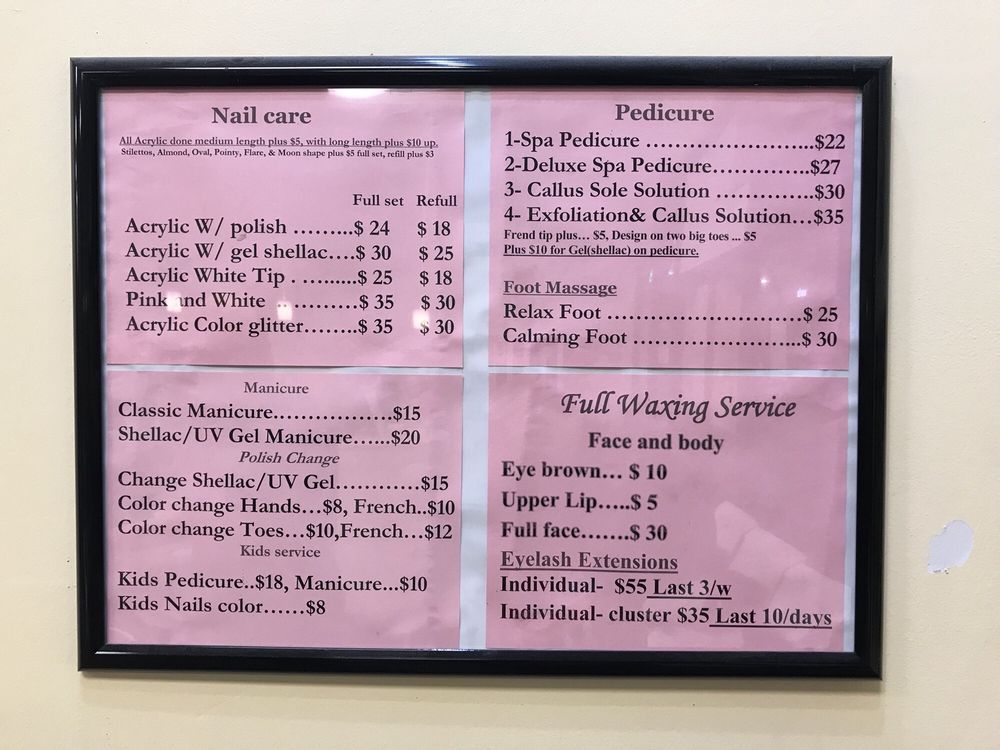 Nail care
All Acrylic done medium length plus $5, with long length plus $10 up.
Stilettos, Almond, Oval, Pointy, Flare, & Moon shape plus $5 full set, refill plus $3
Full set Refull
Acrylic W/ polish .........$ 24 $ 18
Acrylic W/ gel shellac....$ 30 $ 25
Acrylic White Tip . .........$ 25 $ 18
Pink and White .. ..........$ 35 $ 30
Acrylic Color glitter........$ 35 $ 30
Manicure
Classic Manicure..................$15
Shellac/UV Gel Manicure......$20
Polish Change
Change Shellac/UV Gel............$15
Color change Hands...$8, French..$10
Color change Toes...$10,French...$12
Kids service
Kids Pedicure..$18, Manicure...$10
Kids Nails color......$8
Pedicure
1-Spa Pedicure .........................$22
2-Deluxe Spa Pedicure..............$27
3- Callus Sole Solution ...............$30
4- Exfoliation& Callus Solution...$35
Frend tip plus... $5, Design on two big toes ... $5
Plus $10 for Gel(shellac) on pedicure.
Foot Massage
Relax Foot .............................$ 25
Calming Foot .........................$ 30
Full Waxing Service
Face and body
Eye brown... $ 10
Upper Lip.....$ 5
Full face.......$ 30
Eyelash Extensions
Individual- $55 Last 3/w
Individual- cluster $35 Last 10/days